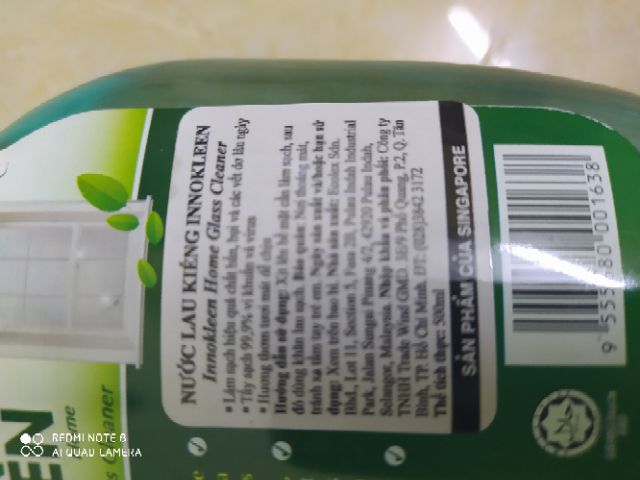 NƯỚC LAU KIẾNG INNOKLEEN
Innokleen Home Glass Cleaner
• Làm sạch hiệu quả chất bẩn, bụi và các vết dơ lâu ngày
• Tẩy sạch 99,9% vi khuẩn và virus
• Hương thơm tươi mát dễ chịu
Hướng dẫn sử dụng: Xịt lên bề mặt cần làm sạch, sau
đó dùng khăn lau sạch. Bảo quản: Nơi thoáng mát,
tránh xa tầm tay trẻ em. Ngày sản xuất và hoặc hạn sử
dụng: Xem trên bao bì. Nhà sản xuất: Sdn.
Bhd., Lot 11, Section 5, Fasa 2B, Pulau Indah Industrial
Park, Jalan Sungai Pinang 4/2, 42920 Pulau Indah,
Selangor, Malaysia. Nhập khẩu và phân phối: Công ty
TNHH Trade Wind GMD. Phổ Quang, P.2, Q. Tân
Bình, TP. Hồ Chí Minh. ĐT: (028)3842 3172
Thể tích thực: 500ml
SẢN PHẨM CỦA SINGAPORE
9 555680 001638
EEN
Home
s Cleaner
REDMI NOTE 8
AI QUAD CAMERA